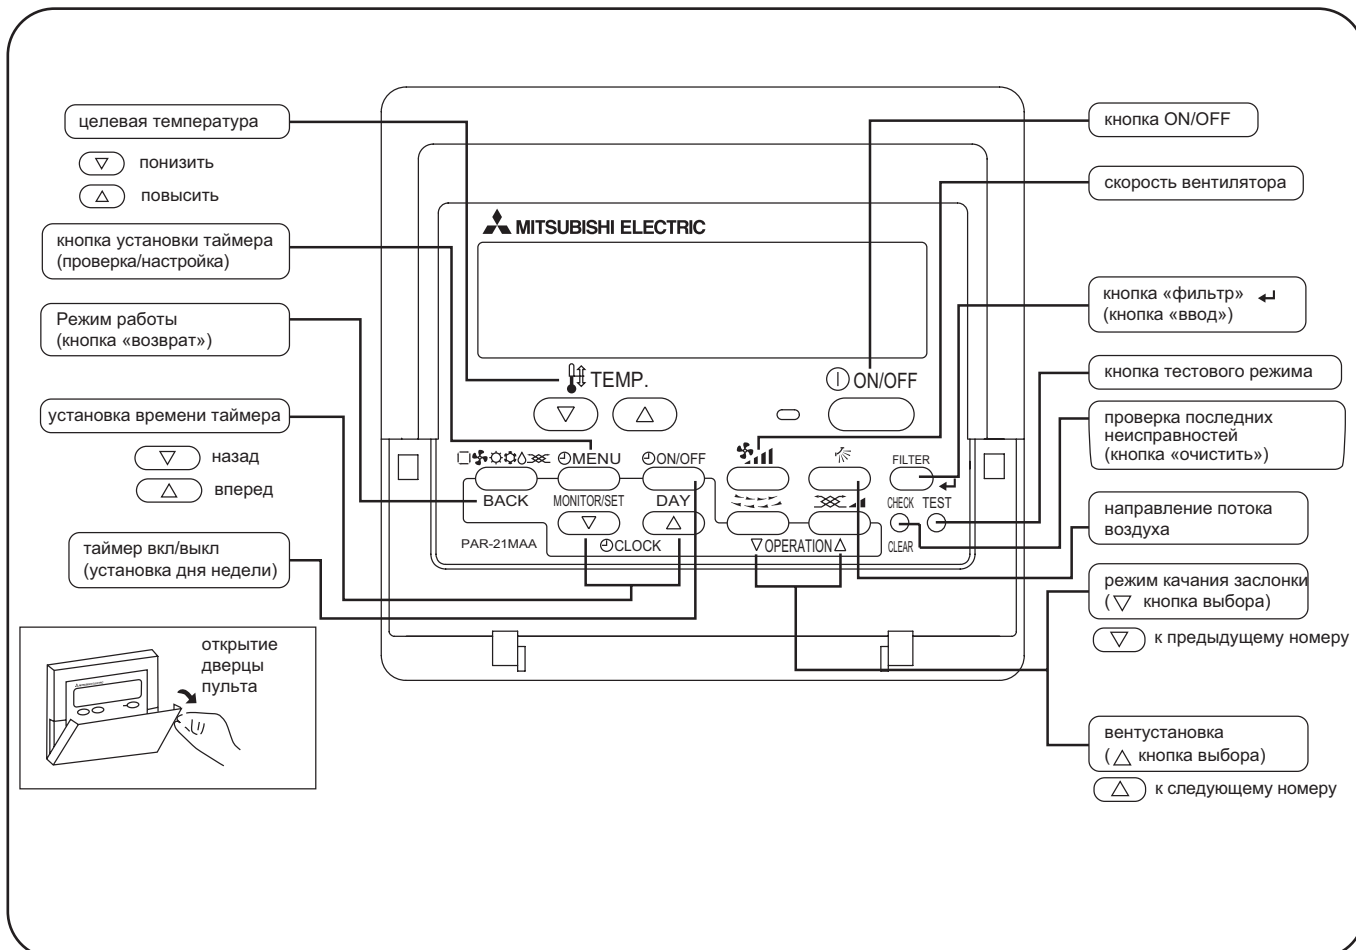 целевая температура
понизить
повысить
кнопка установки таймера
(проверка/настройка)
Режим работы
(кнопка «возврат»)
установка времени таймера
назад
вперед
таймер вкл/выкл
(установка дня недели)
открытие
дверцы
пульта
MITSUBISHI ELECTRIC
TEMP.
ON/OFF
MENU
ON/OFF
FILTER
BACK
MONITOR/SET
DAY
CHECK
TEST
PAR-21MAA
CLOCK
OPERATION
CLEAR
кнопка ON/OFF
скорость вентилятора
кнопка «фильтр»
(кнопка «ввод»)
кнопка тестового режима
проверка последних
неисправностей
(кнопка «очистить»)
направление потока
воздуха
режим качания заслонки
(▽ кнопка выбора)
к предыдущему номеру
вентустановка
(△ кнопка выбора)
к следующему номеру